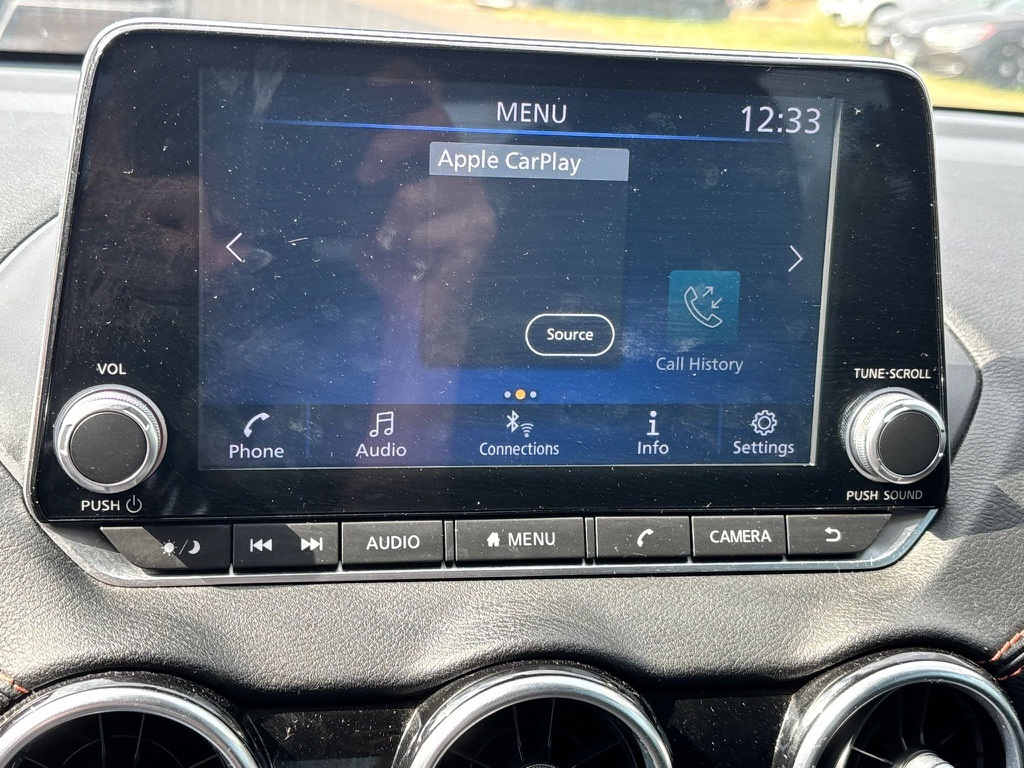 MENU
12:33
Apple CarPlay
Source
Call History
VOL
TUNE·SCROLL
Phone
Audio
Connections
Info
Settings
PUSH
PUSH SOUND
AUDIO
MENU
CAMERA